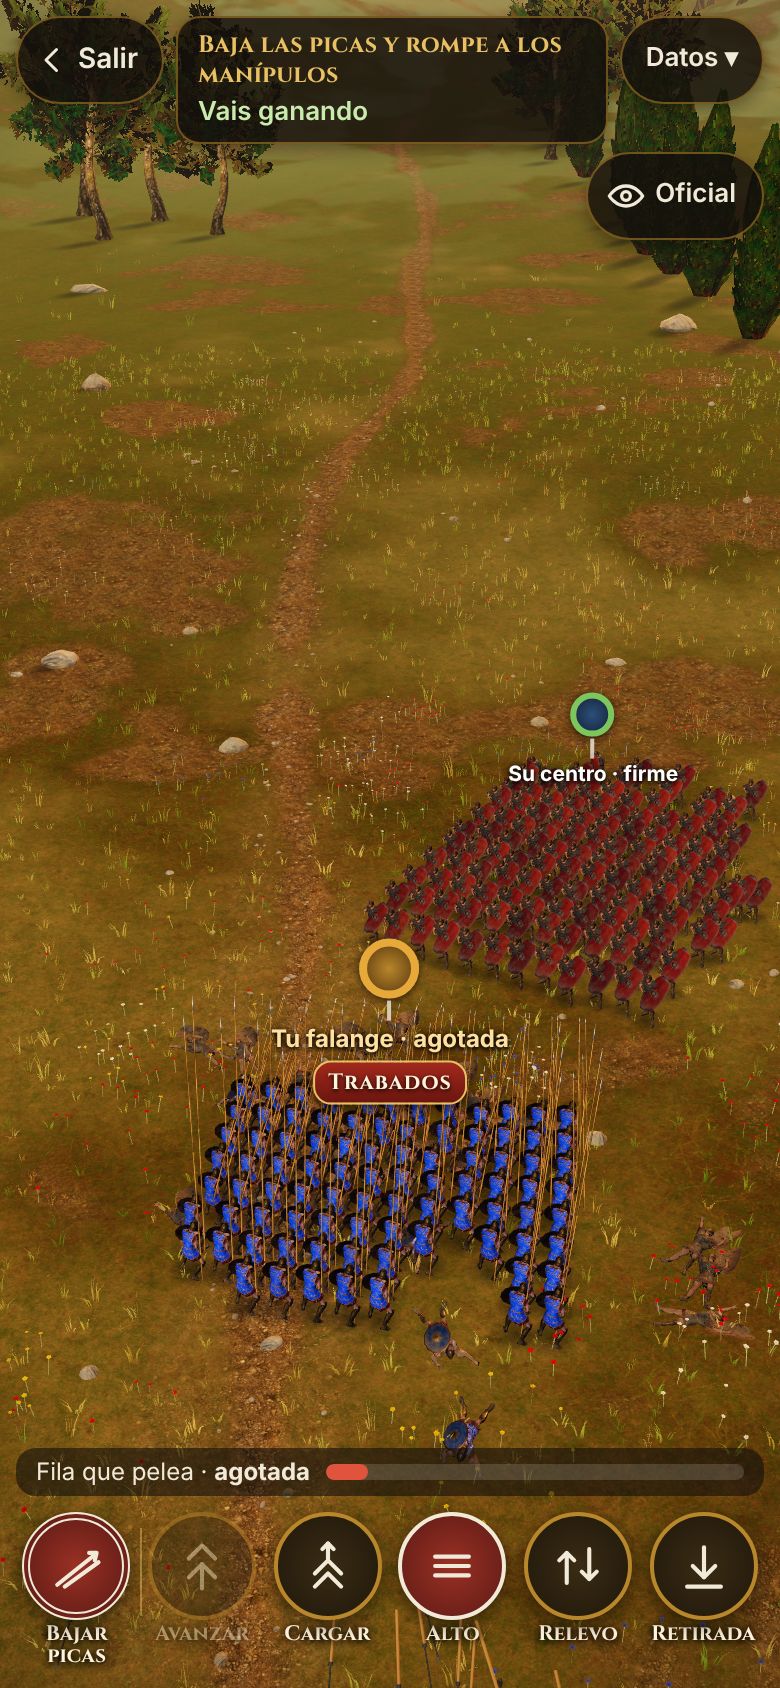 Salir
Baja las picas y rompe a los
manípulos
Vais ganando
Datos ▾
Oficial
Su centro · firme
Tu falange · agotada
Trabados
Fila que pelea · agotada
Bajar
picas
Avanzar
Cargar
Alto
Relevo
Retirada